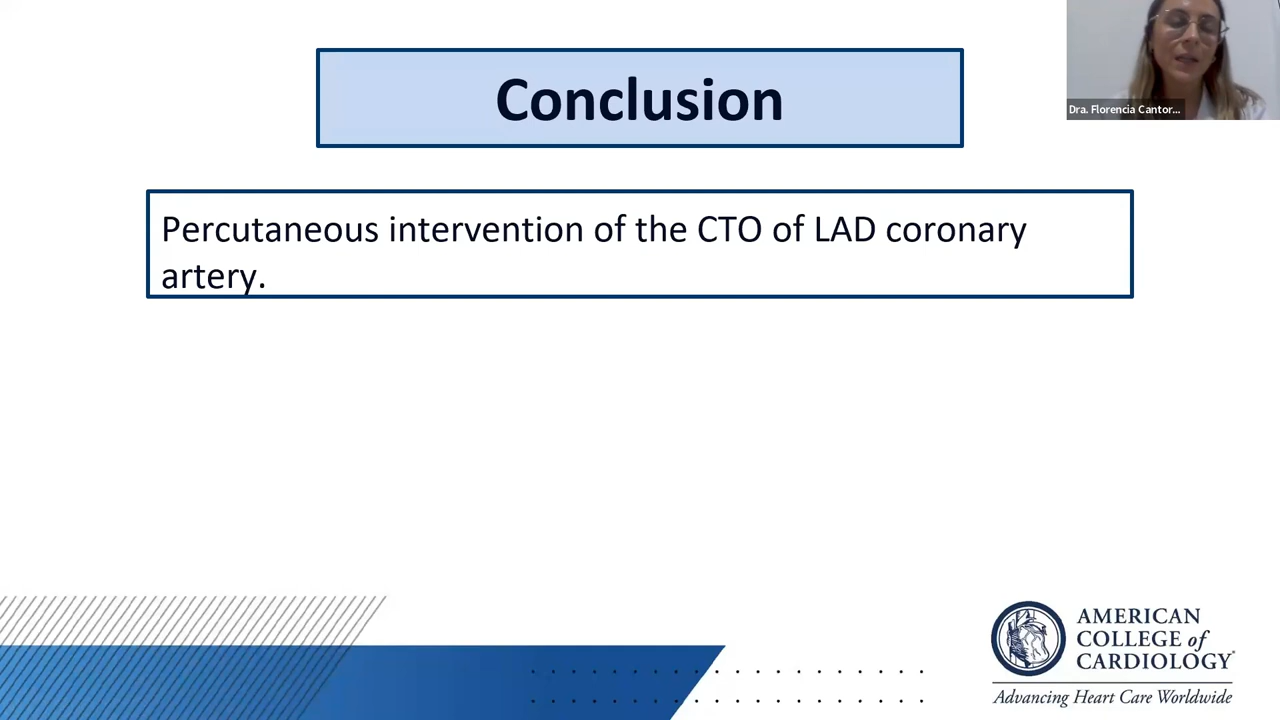 Conclusion
Dra. Florencia Cantor...
Percutaneous intervention of the CTO of LAD coronary
artery.
AMERICAN
COLLEGE of
CARDIOLOGY®
Advancing Heart Care Worldwide